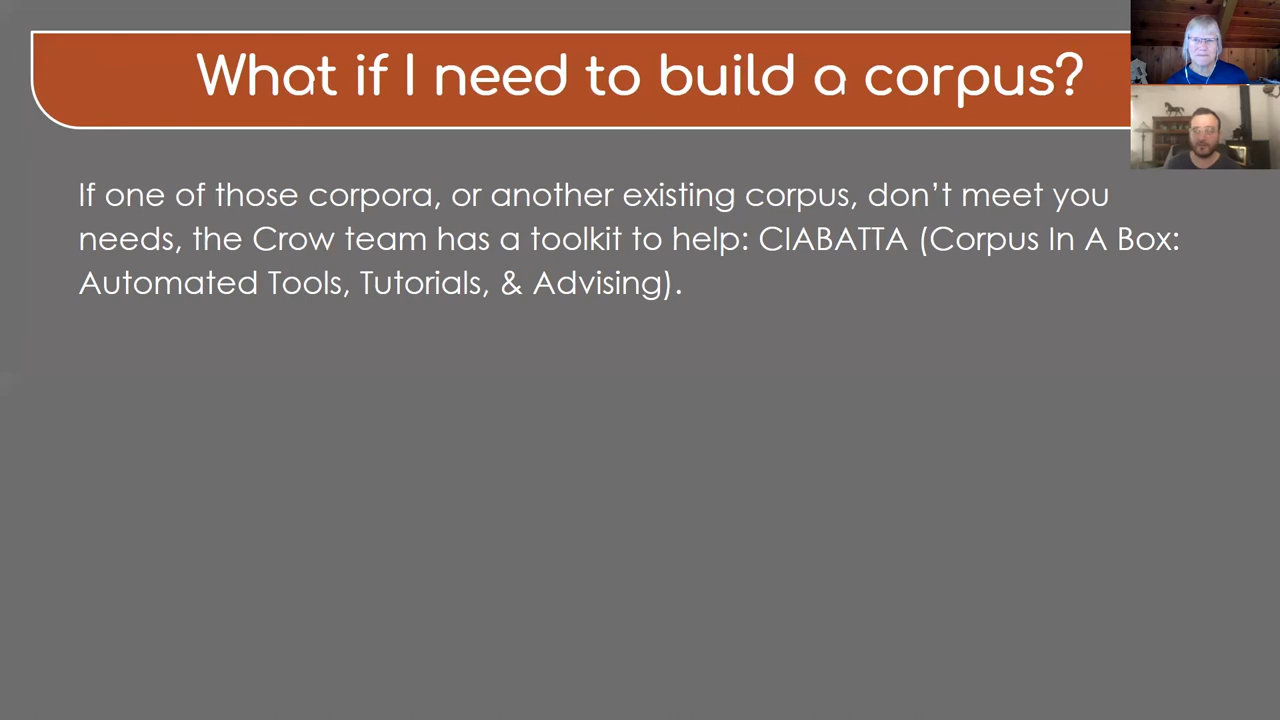 What if I need to build a corpus?
If one of those corpora, or another existing corpus, don’t meet you
needs, the Crow team has a toolkit to help: CIABATTA (Corpus In A Box:
Automated Tools, Tutorials, & Advising).